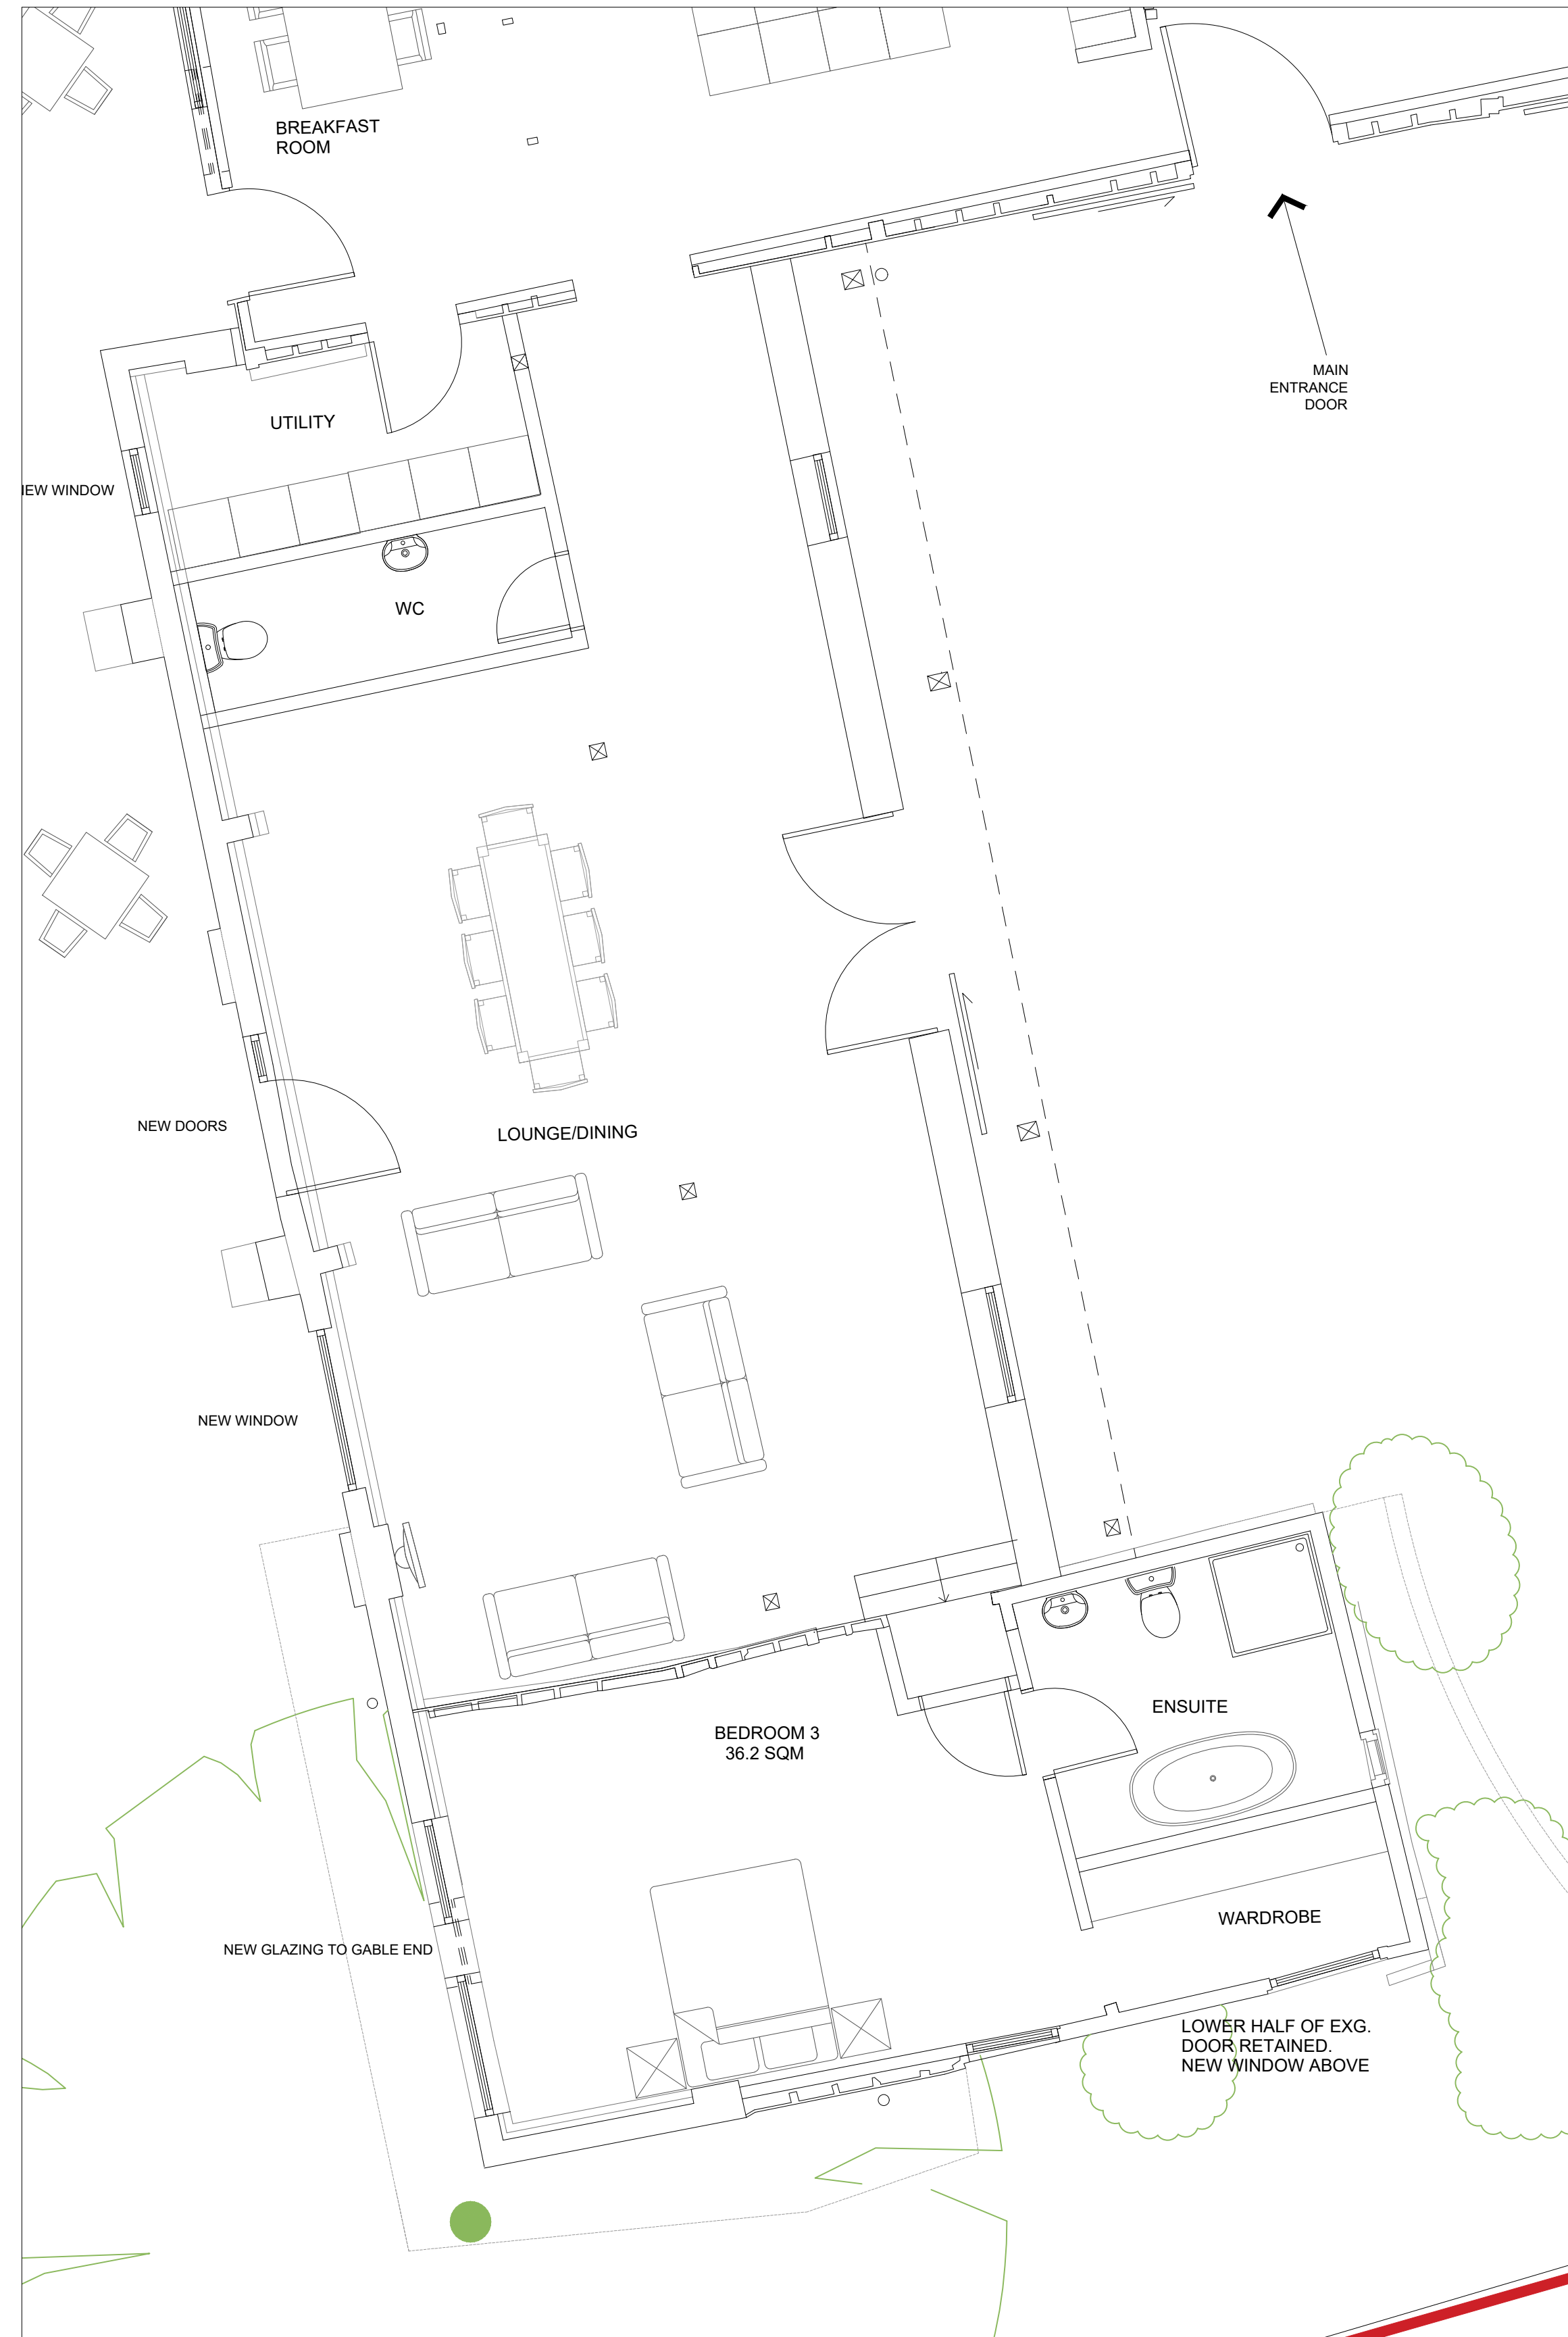 BREAKFAST
ROOM
MAIN
ENTRANCE
DOOR
UTILITY
NEW WINDOW
WC
NEW DOORS
LOUNGE/DINING
NEW WINDOW
ENSUITE
BEDROOM 3
36.2 SQM
WARDROBE
NEW GLAZING TO GABLE END
LOWER HALF OF EXG.
DOOR RETAINED.
NEW WINDOW ABOVE